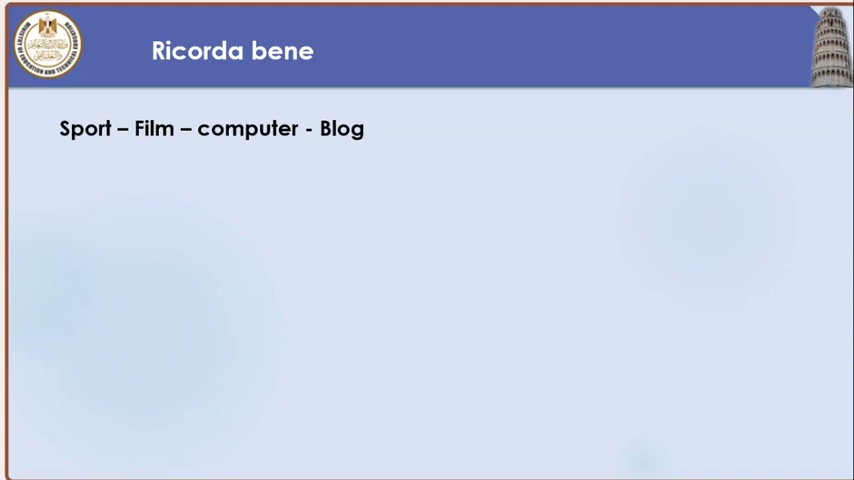 Ricorda bene
Sport – Film – computer - Blog